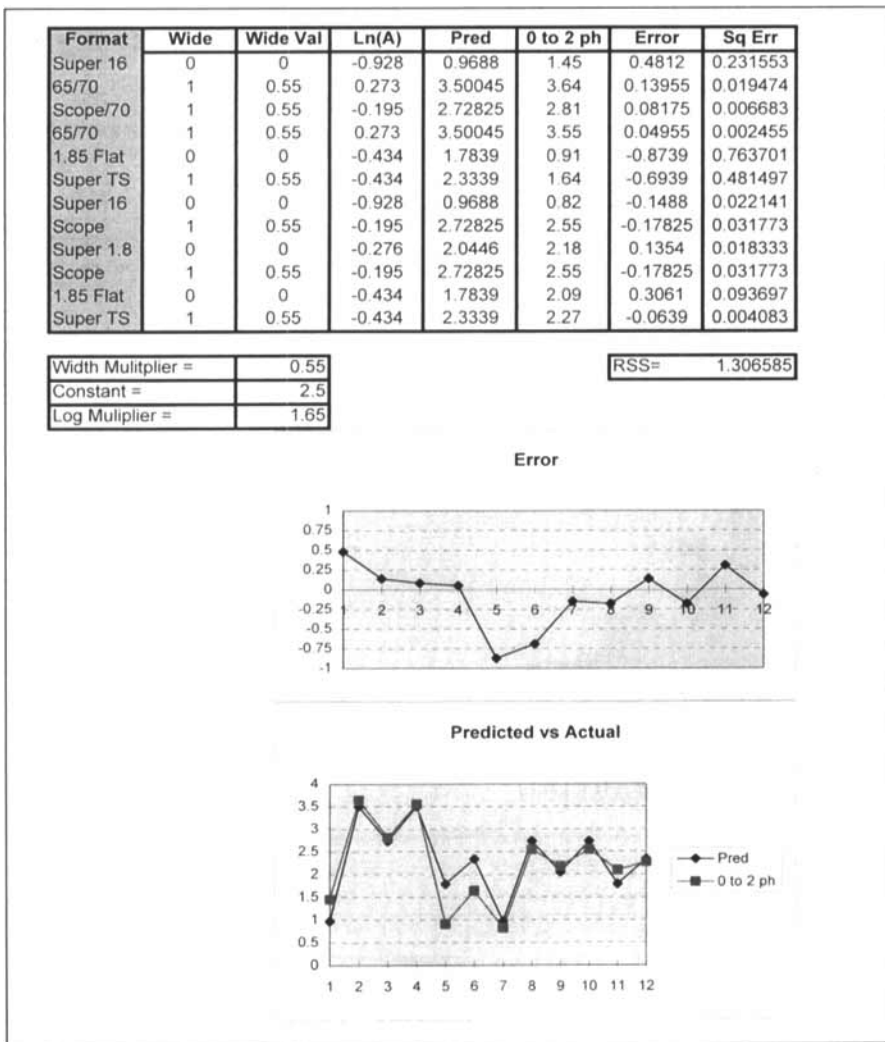 Format Wide Wide Val Ln(A) Pred 0 to 2 ph Error Sq Err
Super 16 0 0 -0.928 0.9688 1.45 0.4812 0.231553
65/70 1 0.55 0.273 3.50045 3.64 0.13955 0.019474
Scope/70 1 0.55 -0.195 2.72825 2.81 0.08175 0.006683
65/70 1 0.55 0.273 3.50045 3.55 0.04955 0.002455
1.85 Flat 0 0 -0.434 1.7839 0.91 -0.8739 0.763701
Super TS 1 0.55 -0.434 2.3339 1.64 -0.6939 0.481497
Super 16 0 0 -0.928 0.9688 0.82 -0.1488 0.022141
Scope 1 0.55 -0.195 2.72825 2.55 -0.17825 0.031773
Super 1.8 0 0 -0.276 2.0446 2.18 0.1354 0.018333
Scope 1 0.55 -0.195 2.72825 2.55 -0.17825 0.031773
1.85 Flat 0 0 -0.434 1.7839 2.09 0.3061 0.093697
Super TS 1 0.55 -0.434 2.3339 2.27 -0.0639 0.004083
Width Mulitplier = 0.55 RSS= 1.306585
Constant = 2.5
Log Muliplier = 1.65
Error
1
0.75
0.5
0.25
0
-0.25
-0.5
-0.75
-1
1 2 3 4 5 6 7 8 9 10 11 12
Predicted vs Actual
4
3.5
3
2.5
2
1.5
1
0.5
0
1 2 3 4 5 6 7 8 9 10 11 12
Pred
0 to 2 ph